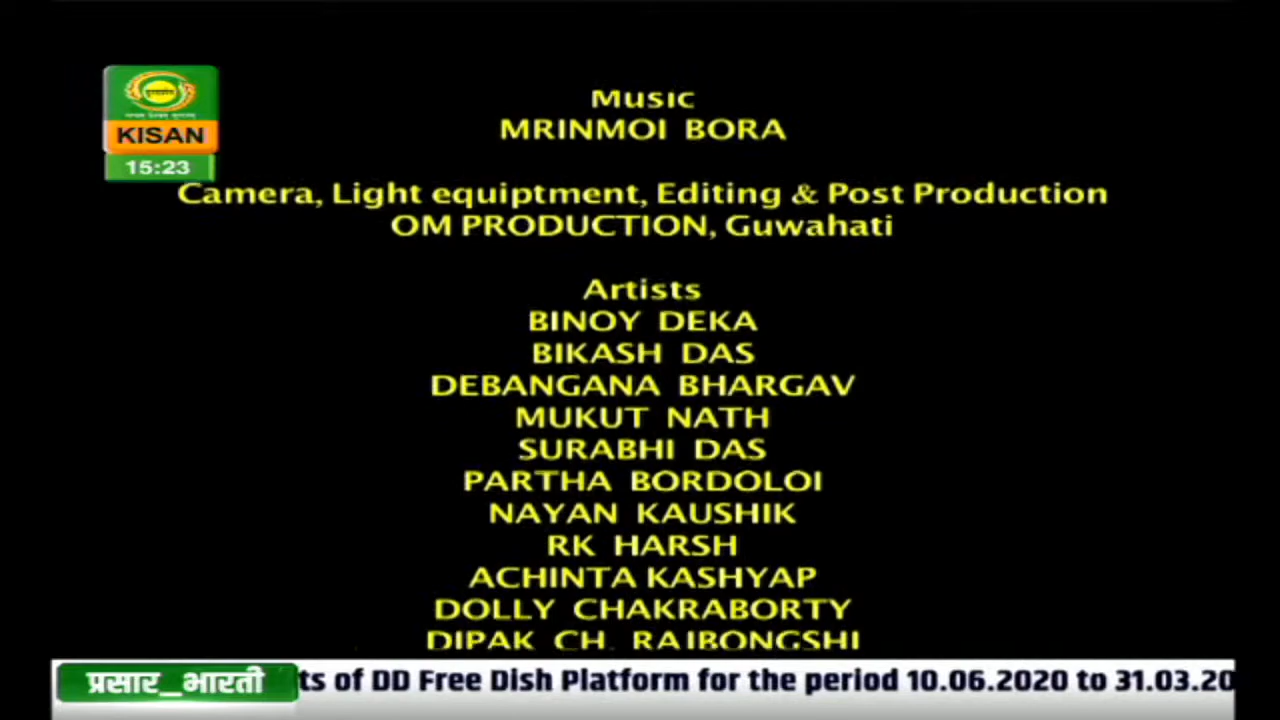 Music
MRINMOI BORA
KISAN
15:23
Camera, Light equiptment, Editing & Post Production
OM PRODUCTION, Guwahati
Artists
BINOY DEKA
BIKASH DAS
DEBANGANA BHARGAV
MUKUT NATH
SURABHI DAS
PARTHA BORDOLOI
NAYAN KAUSHIK
RK HARSH
ACHINTA KASHYAP
DOLLY CHAKRABORTY
DIPAK CH. RAJBONGSHI
प्रसार_भारती ts of DD Free Dish Platform for the period 10.06.2020 to 31.03.20